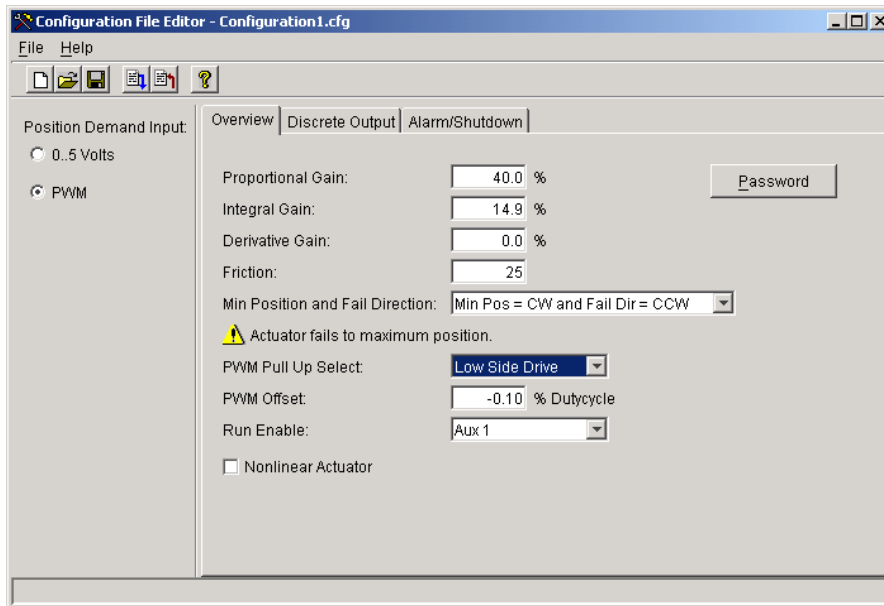 Configuration File Editor - Configuration1.cfg
File Help
Position Demand Input:
0..5 Volts
PWM
Overview Discrete Output Alarm/Shutdown
Proportional Gain: 40.0 % Password
Integral Gain: 14.9 %
Derivative Gain: 0.0 %
Friction: 25
Min Position and Fail Direction: Min Pos = CW and Fail Dir = CCW
Actuator fails to maximum position.
PWM Pull Up Select: Low Side Drive
PWM Offset: -0.10 % Dutycycle
Run Enable: Aux 1
Nonlinear Actuator